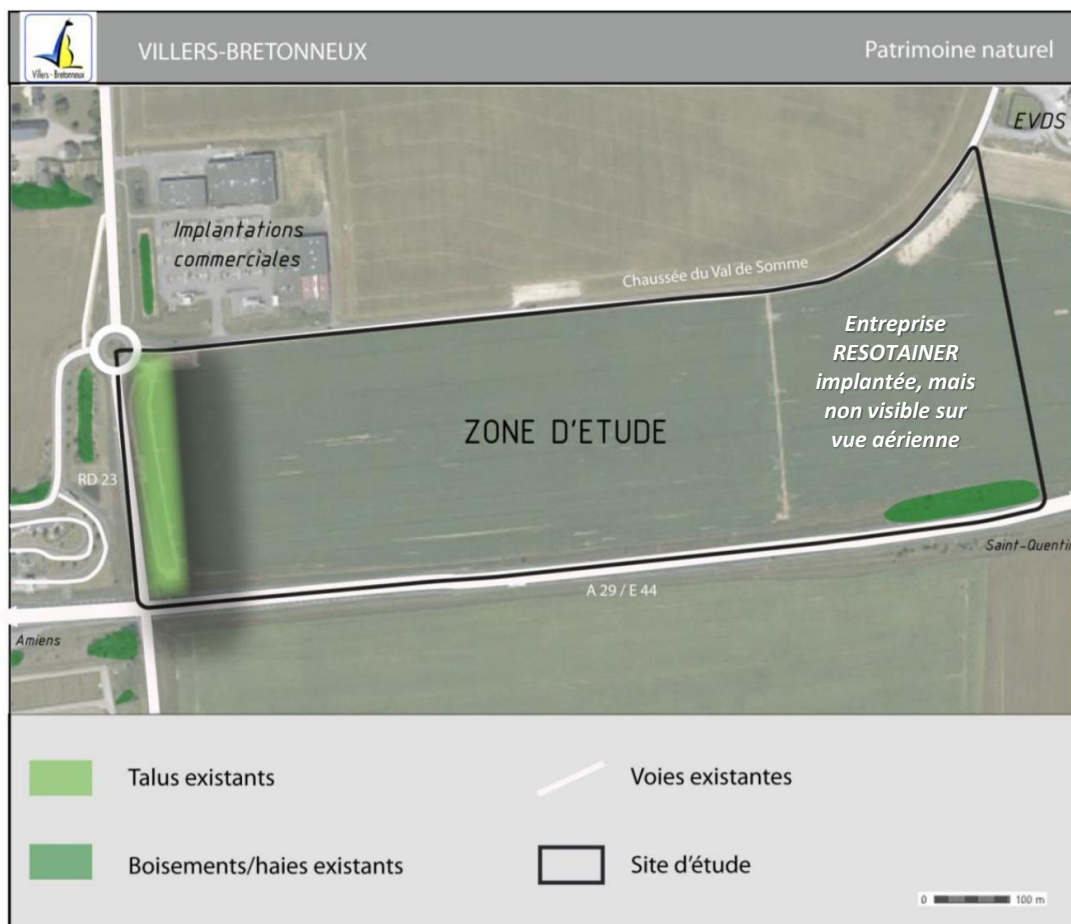 Villers - Bretonneux
VILLERS-BRETONNEUX
Patrimoine naturel
EVDS
Implantations
commerciales
Chaussée du Val de Somme
Entreprise
RESOTAINER
implantée, mais
non visible sur
vue aérienne
ZONE D'ETUDE
RD 23
Saint-Quentin
A 29 / E 44
Amiens
Talus existants
Voies existantes
Boisements/haies existants
Site d'étude
0 100 m